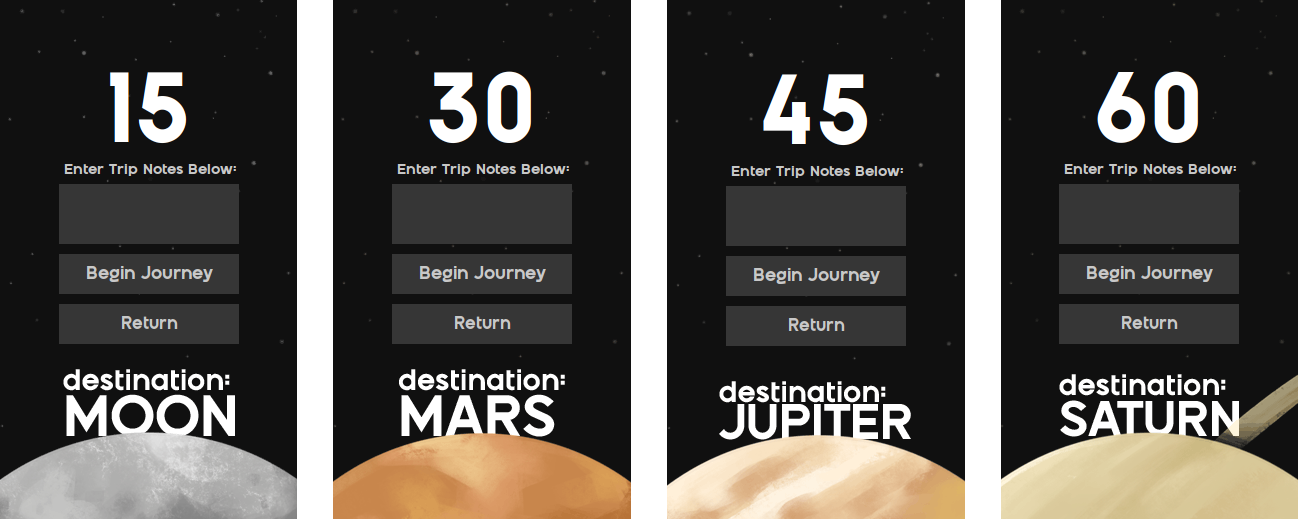 15
Enter Trip Notes Below:
Begin Journey
Return
destination:
MOON
30
Enter Trip Notes Below:
Begin Journey
Return
destination:
MARS
45
Enter Trip Notes Below:
Begin Journey
Return
destination:
JUPITER
60
Enter Trip Notes Below:
Begin Journey
Return
destination:
SATURN